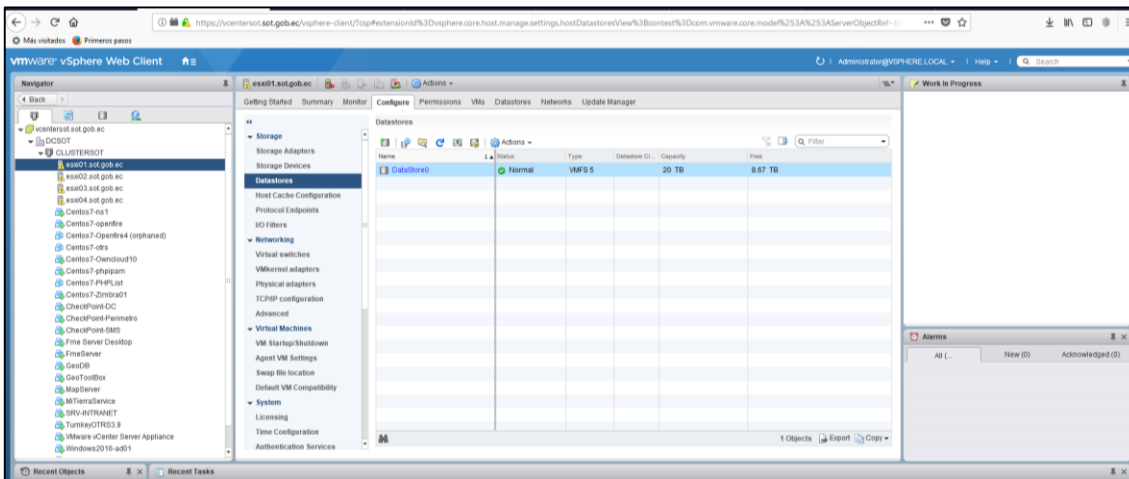 https://vcentersot.sot.gob.ec/vsphere-client/?csp#extensionId%3Dvsphere.core.host.manage.settings.hostDatastoresView%3Bcontext%3Dcom.vmware.core.model%253A%253AServerObjectRef~6
Más visitados Primeros pasos
vmware® vSphere Web Client
Administrator@VSPHERE.LOCAL Help Search
Navigator
Back
vcentersot.sot.gob.ec
DCSOT
CLUSTERSOT
esxi01.sot.gob.ec
esxi02.sot.gob.ec
esxi03.sot.gob.ec
esxi04.sot.gob.ec
Centos7-ns1
Centos7-openfire
Centos7-Openfire4 (orphaned)
Centos7-otrs
Centos7-Owncloud10
Centos7-phpipam
Centos7-PHPList
Centos7-Zimbra01
CheckPoint-DC
CheckPoint-Perimetro
CheckPoint-SMS
Fme Server Desktop
FmeServer
GeoDB
GeoToolBox
MapServer
MiTierraService
SRV-INTRANET
TurnkeyOTRS3.9
VMware vCenter Server Appliance
Windows2016-ad01
esxi01.sot.gob.ec Actions
Getting Started Summary Monitor Configure Permissions VMs Datastores Networks Update Manager
Storage
Storage Adapters
Storage Devices
Datastores
Host Cache Configuration
Protocol Endpoints
I/O Filters
Networking
Virtual switches
VMkernel adapters
Physical adapters
TCP/IP configuration
Advanced
Virtual Machines
VM Startup/Shutdown
Agent VM Settings
Swap file location
Default VM Compatibility
System
Licensing
Time Configuration
Authentication Services
Datastores
Actions Filter
Name 1 Status Type Datastore Cl... Capacity Free
DataStore0 Normal VMFS 5 20 TB 8.67 TB
1 Objects Export Copy
Work In Progress
Alarms
All (... New (0) Acknowledged (0)
Recent Objects Recent Tasks